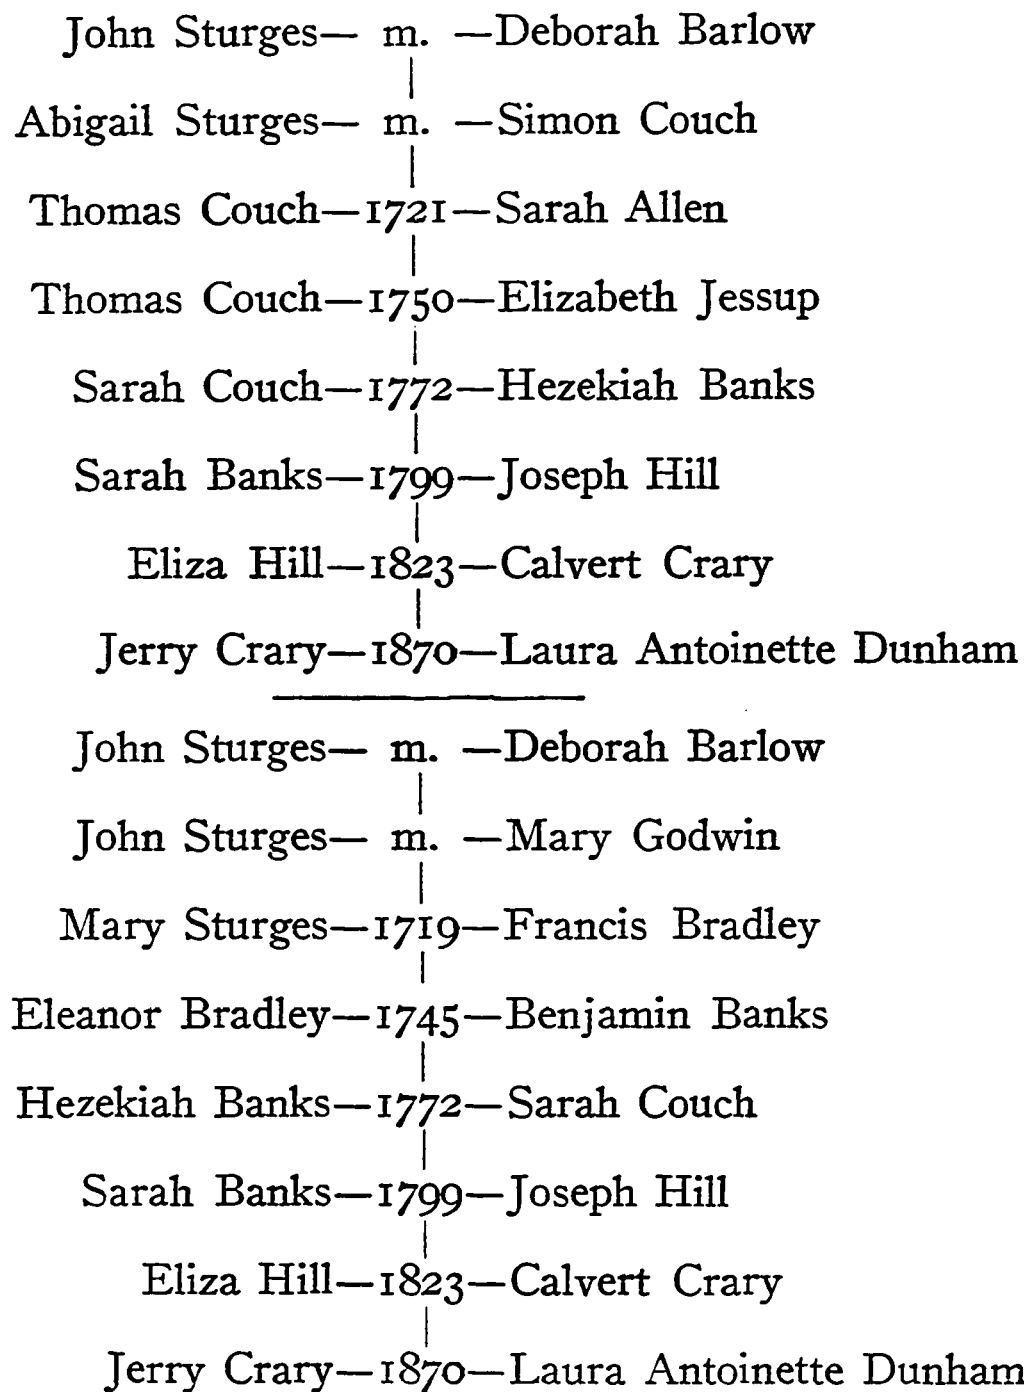 John Sturges— m. —Deborah Barlow
Abigail Sturges— m. —Simon Couch
Thomas Couch—1721—Sarah Allen
Thomas Couch—1750—Elizabeth Jessup
Sarah Couch—1772—Hezekiah Banks
Sarah Banks—1799—Joseph Hill
Eliza Hill—1823—Calvert Crary
Jerry Crary—1870—Laura Antoinette Dunham
John Sturges— m. —Deborah Barlow
John Sturges— m. —Mary Godwin
Mary Sturges—1719—Francis Bradley
Eleanor Bradley—1745—Benjamin Banks
Hezekiah Banks—1772—Sarah Couch
Sarah Banks—1799—Joseph Hill
Eliza Hill—1823—Calvert Crary
Jerry Crary—1870—Laura Antoinette Dunham